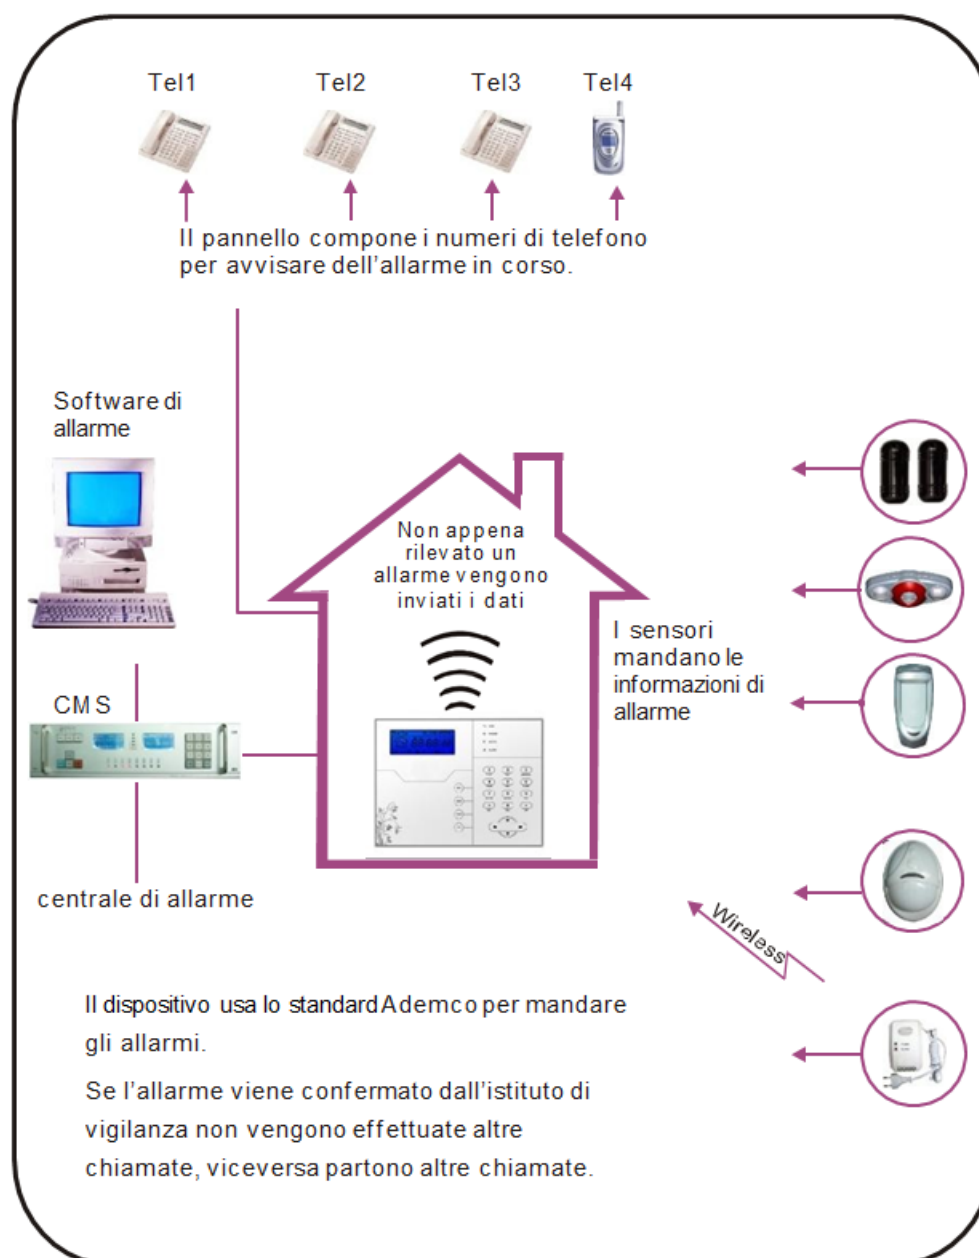 Tel1
Tel2
Tel3
Tel4
Il pannello compone i numeri di telefono
per avvisare dell'allarme in corso.
Software di
allarme
Non appena
rilevato un
allarme vengono
inviati i dati
I sensori
mandano le
informazioni di
allarme
CMS
centrale di allarme
Wireless
Il dispositivo usa lo standard Ademco per mandare
gli allarmi.
Se l'allarme viene confermato dall'istituto di
vigilanza non vengono effettuate altre
chiamate, viceversa partono altre chiamate.